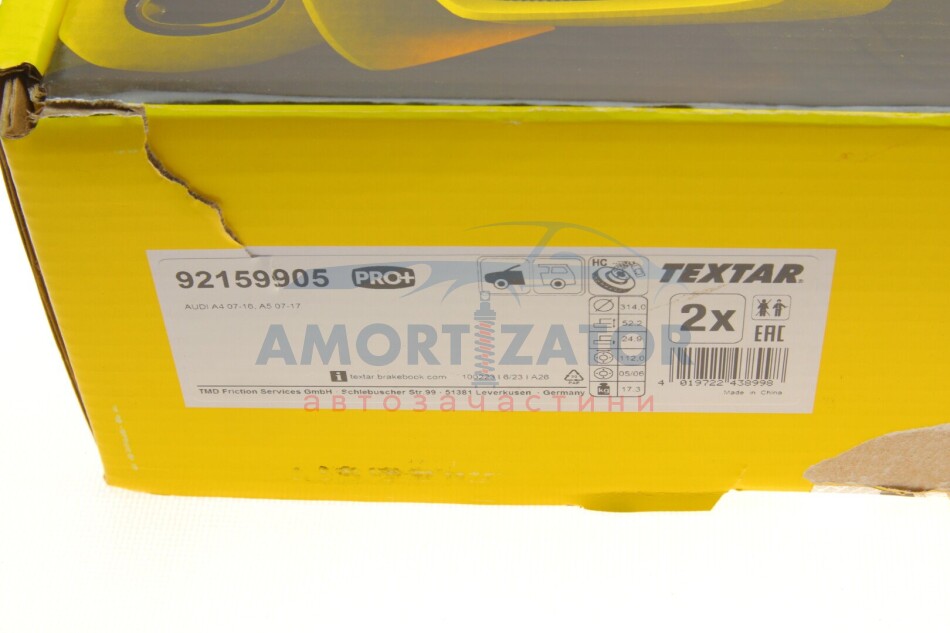 92159905 PRO+
AUDI A4 07-16, A5 07-17
textar.brakebook.com
TMD Friction Services GmbH · Schlebuscher Str.99 · 51381 Leverkusen · Germany
HC
314.0
52.2
24.9
112.0
05/06
17.3
TEXTAR®
2x
EAC
4 019722 438998
Made in China
AMORTIZATOR
автозапчастини